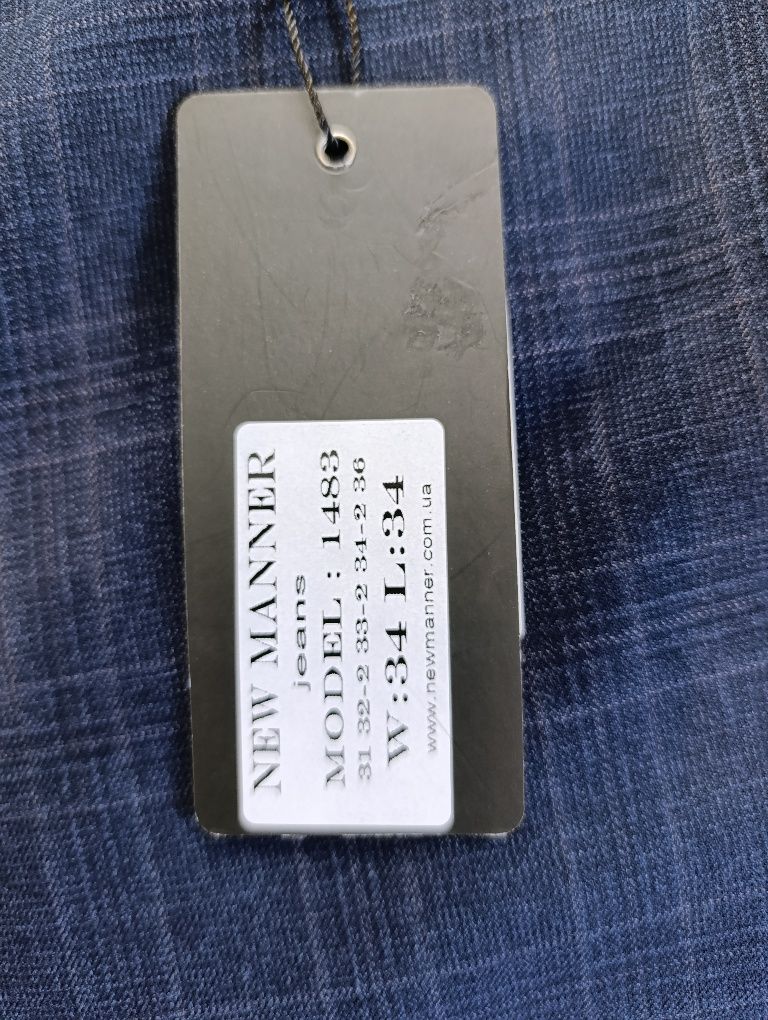 NEW MANNER
jeans
MODEL : 1483
31 32-2 33-2 34-2 36
W:34 L:34
www.newmanner.com.ua